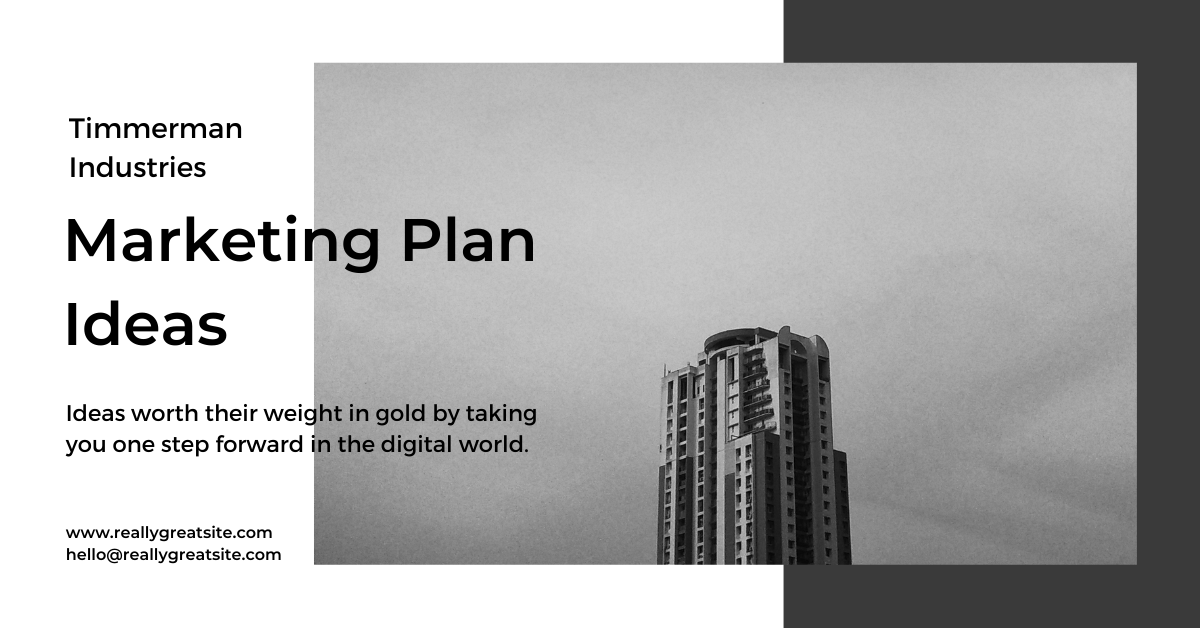 Timmerman
Industries
Marketing Plan
Ideas
Ideas worth their weight in gold by taking
you one step forward in the digital world.
www.reallygreatsite.com
hello@reallygreatsite.com